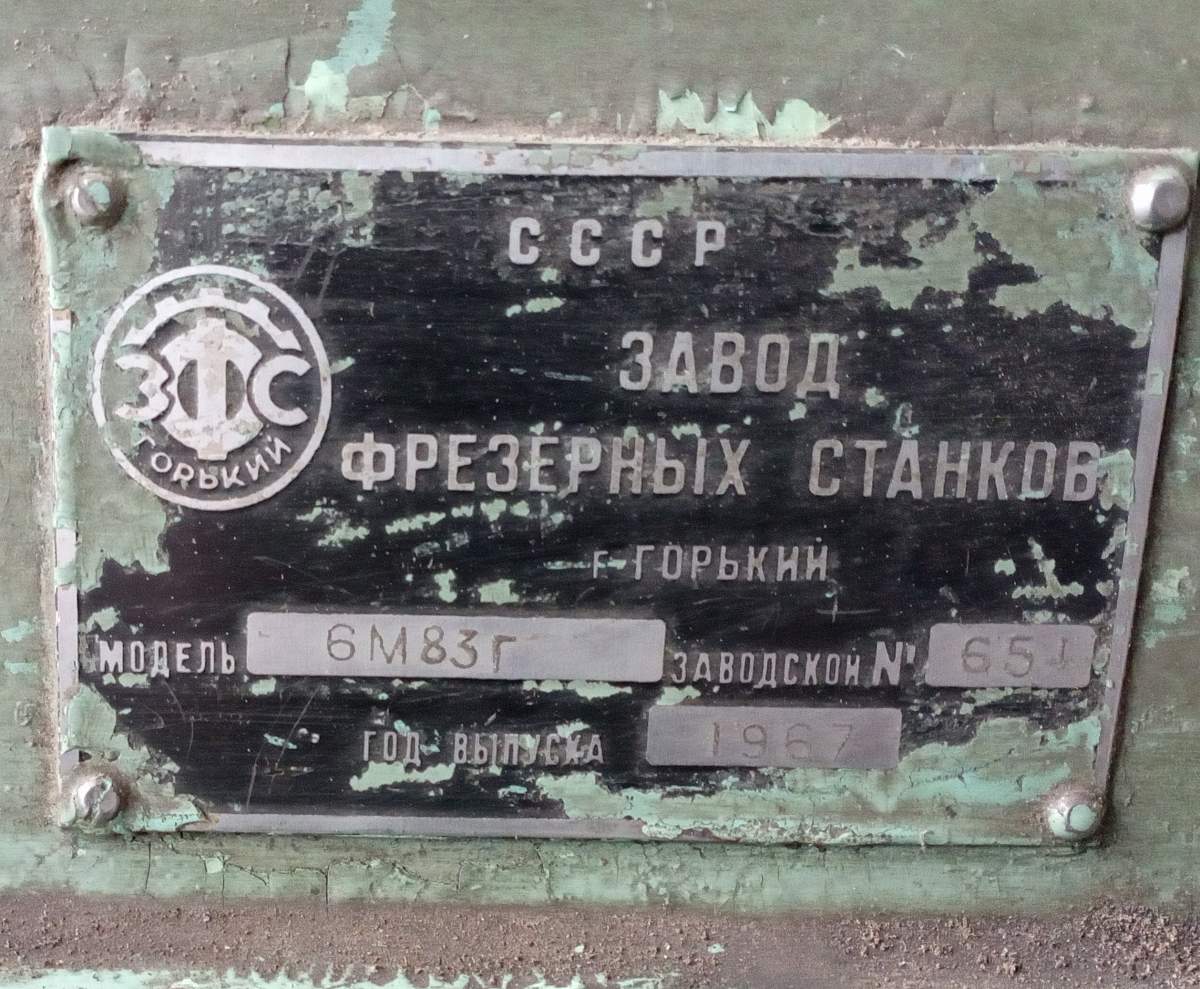 СССР
ЗАВОД
ФРЕЗЕРНЫХ СТАНКОВ
г. ГОРЬКИЙ
ЗФС
ГОРЬКИЙ
МОДЕЛЬ 6М83Г ЗАВОДСКОЙ №
ГОД ВЫПУСКА 1967